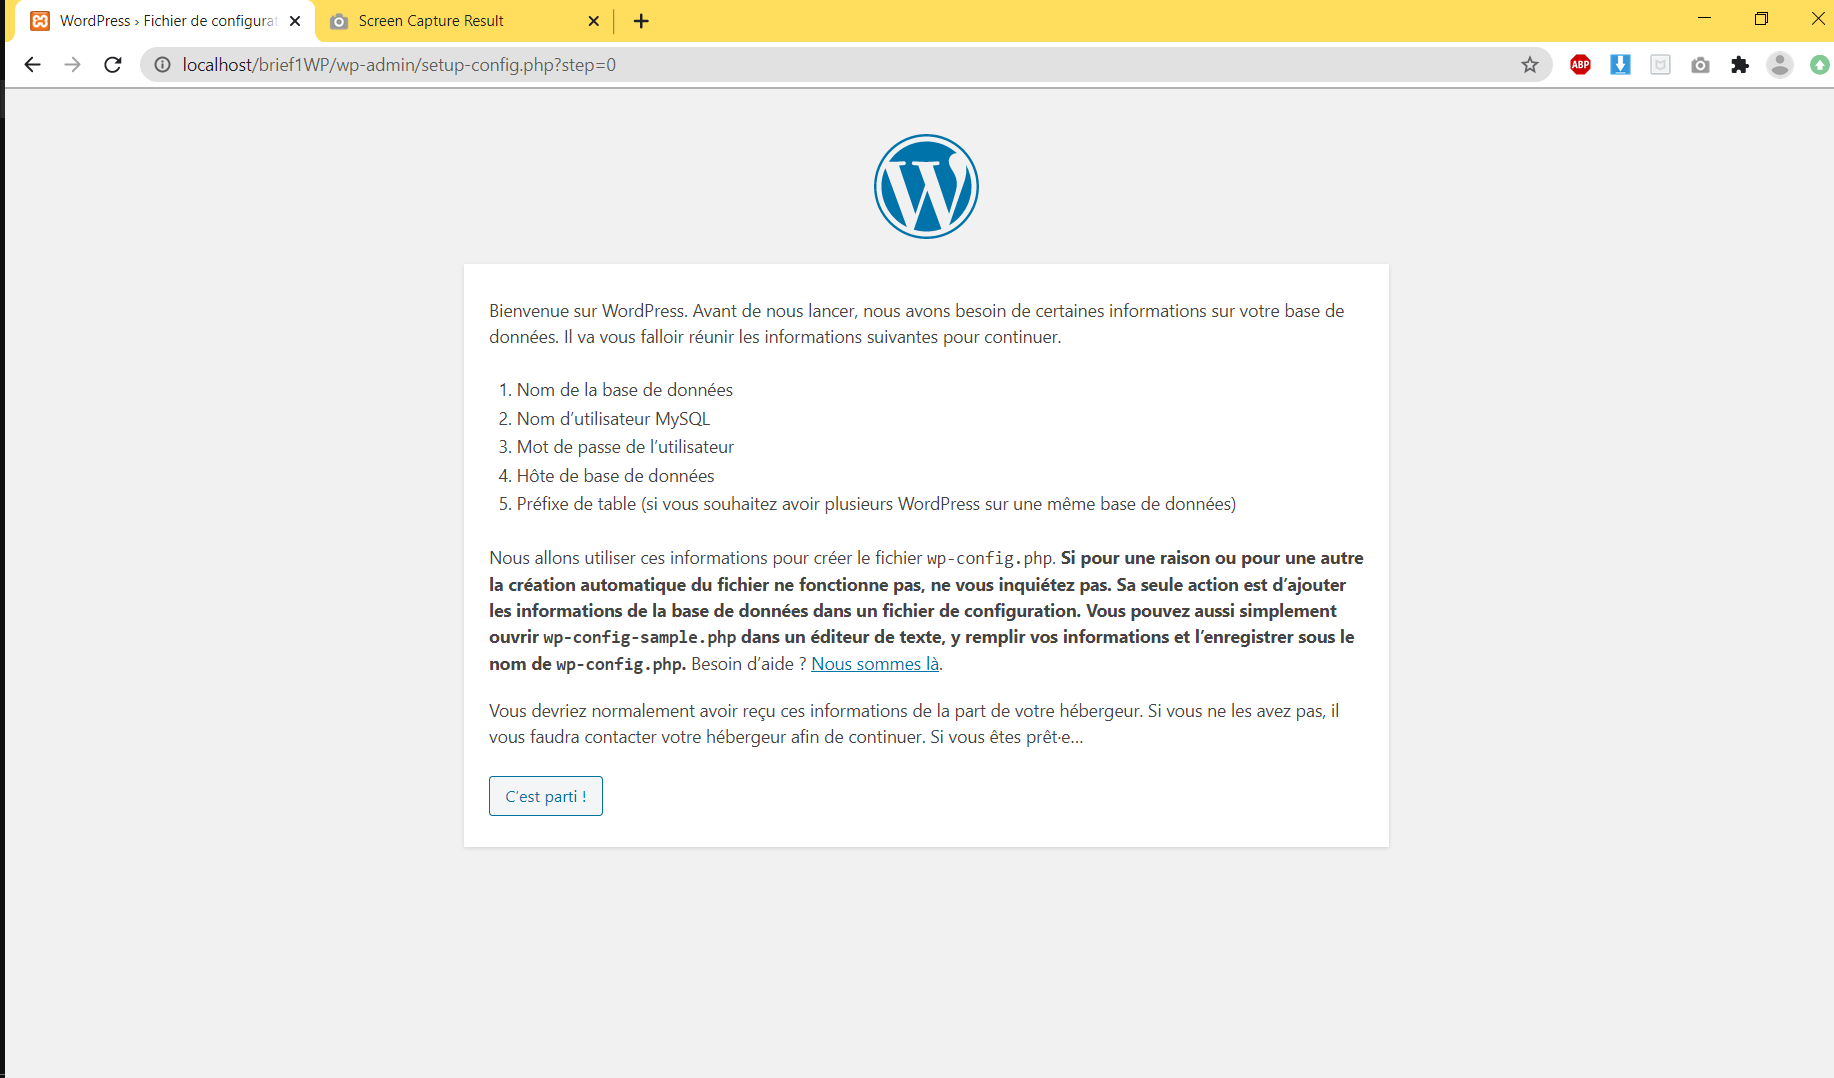 WordPress › Fichier de configurat
Screen Capture Result
localhost/brief1WP/wp-admin/setup-config.php?step=0
ABP
W
Bienvenue sur WordPress. Avant de nous lancer, nous avons besoin de certaines informations sur votre base de
données. Il va vous falloir réunir les informations suivantes pour continuer.
1. Nom de la base de données
2. Nom d’utilisateur MySQL
3. Mot de passe de l’utilisateur
4. Hôte de base de données
5. Préfixe de table (si vous souhaitez avoir plusieurs WordPress sur une même base de données)
Nous allons utiliser ces informations pour créer le fichier wp-config.php. Si pour une raison ou pour une autre
la création automatique du fichier ne fonctionne pas, ne vous inquiétez pas. Sa seule action est d’ajouter
les informations de la base de données dans un fichier de configuration. Vous pouvez aussi simplement
ouvrir wp-config-sample.php dans un éditeur de texte, y remplir vos informations et l’enregistrer sous le
nom de wp-config.php. Besoin d’aide ? Nous sommes là.
Vous devriez normalement avoir reçu ces informations de la part de votre hébergeur. Si vous ne les avez pas, il
vous faudra contacter votre hébergeur afin de continuer. Si vous êtes prêt·e…
C’est parti !